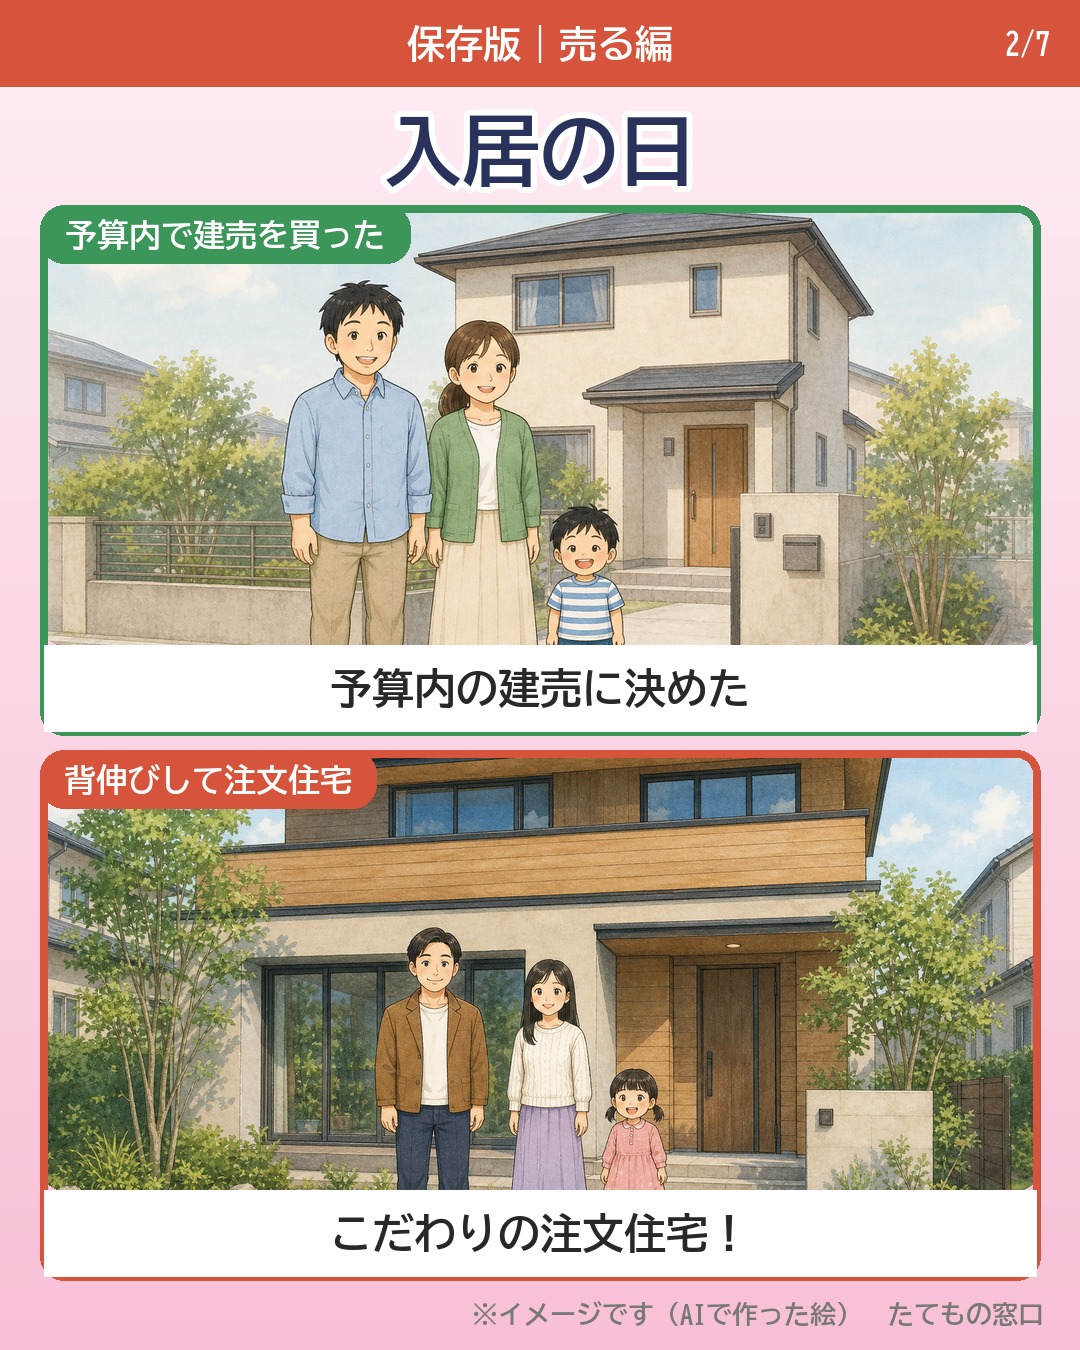 保存版｜売る編
2/7
入居の日
予算内で建売を買った
予算内の建売に決めた
背伸びして注文住宅
こだわりの注文住宅！
※イメージです（AIで作った絵）　たてもの窓口